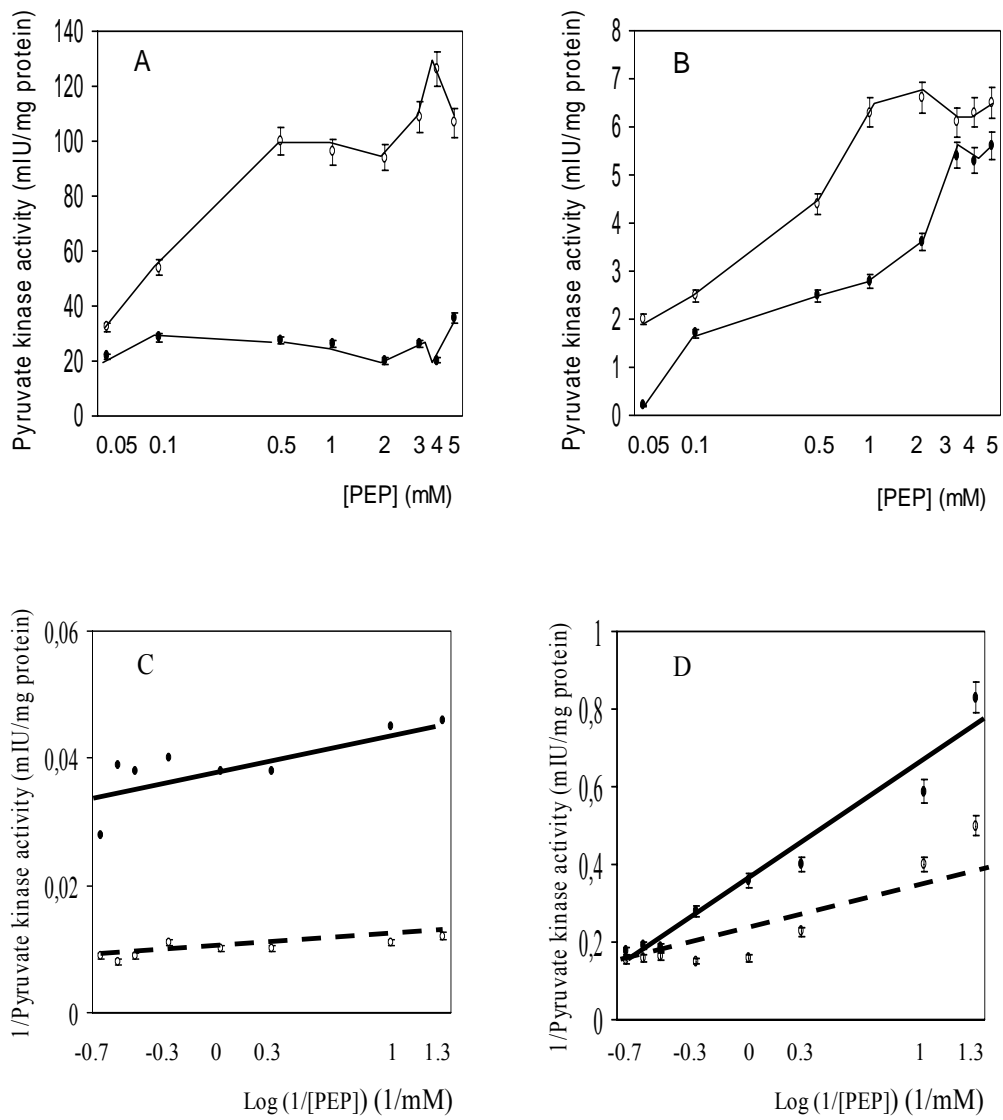 A
Pyruvate kinase activity (mIU/mg protein)
140
120
100
80
60
40
20
0
0.05 0.1 0.5 1 2 3 4 5
[PEP] (mM)
B
Pyruvate kinase activity (mIU/mg protein)
8
7
6
5
4
3
2
1
0
0.05 0.1 0.5 1 2 3 4 5
[PEP] (mM)
C
1/Pyruvate kinase activity (mIU/mg protein)
0,06
0,04
0,02
0
-0.7 -0.3 0 0.3 1 1.3
Log (1/[PEP]) (1/mM)
D
1/Pyruvate kinase activity (mIU/mg protein)
1
0,8
0,6
0,4
0,2
0
-0.7 -0.3 0 0.3 1 1.3
Log (1/[PEP]) (1/mM)